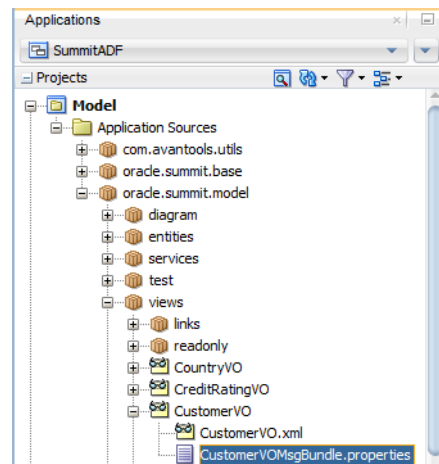 Applications
SummitADF
Projects
Model
Application Sources
com.avantools.utils
oracle.summit.base
oracle.summit.model
diagram
entities
services
test
views
links
readonly
CountryVO
CreditRatingVO
CustomerVO
CustomerVO.xml
CustomerVOMsgBundle.properties